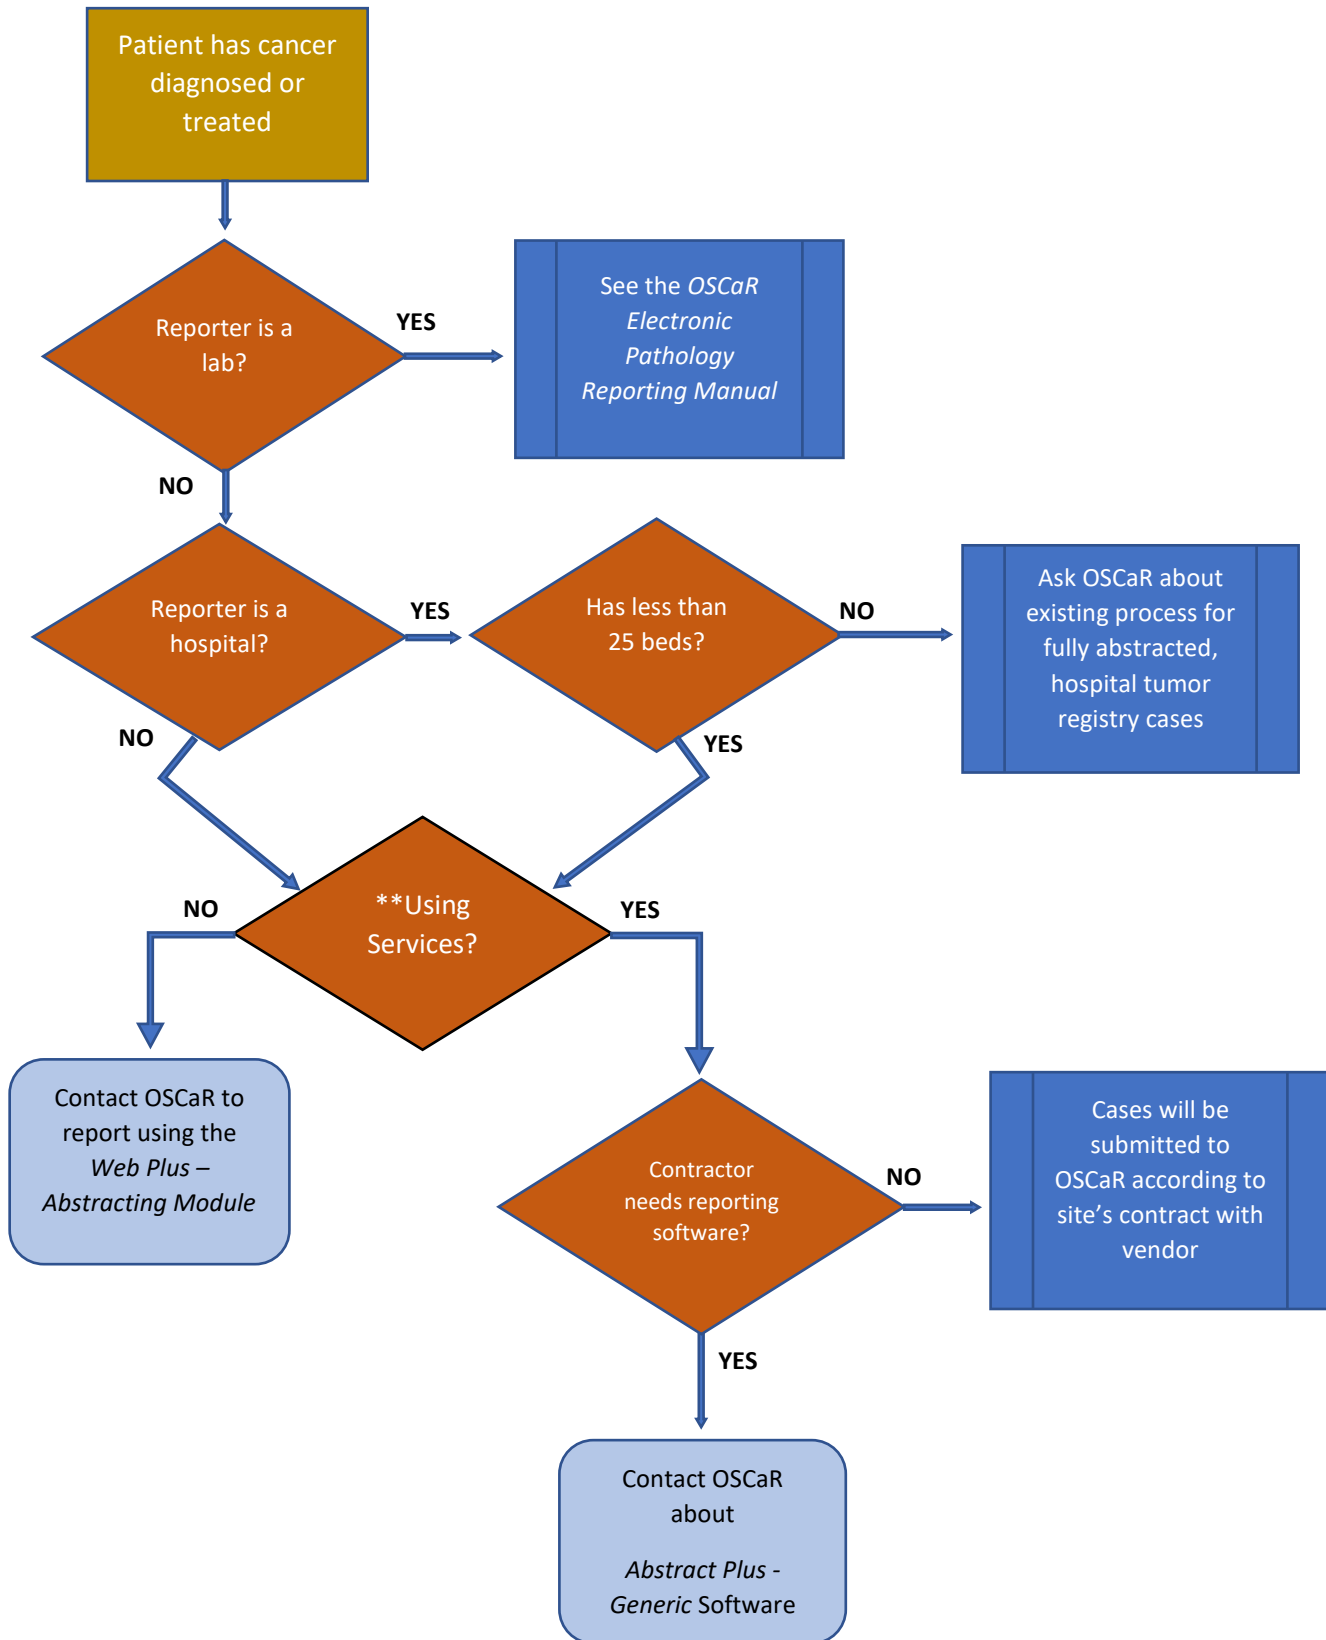 Patient has cancer
diagnosed or
treated
Reporter is a
lab?
YES
See the OSCaR
Electronic
Pathology
Reporting Manual
NO
Reporter is a
hospital?
YES
Has less than
25 beds?
NO
Ask OSCaR about
existing process for
fully abstracted,
hospital tumor
registry cases
NO
YES
**Using
Services?
NO
YES
Contact OSCaR to
report using the
Web Plus –
Abstracting Module
Contractor
needs reporting
software?
NO
Cases will be
submitted to
OSCaR according to
site’s contract with
vendor
YES
Contact OSCaR
about
Abstract Plus -
Generic Software